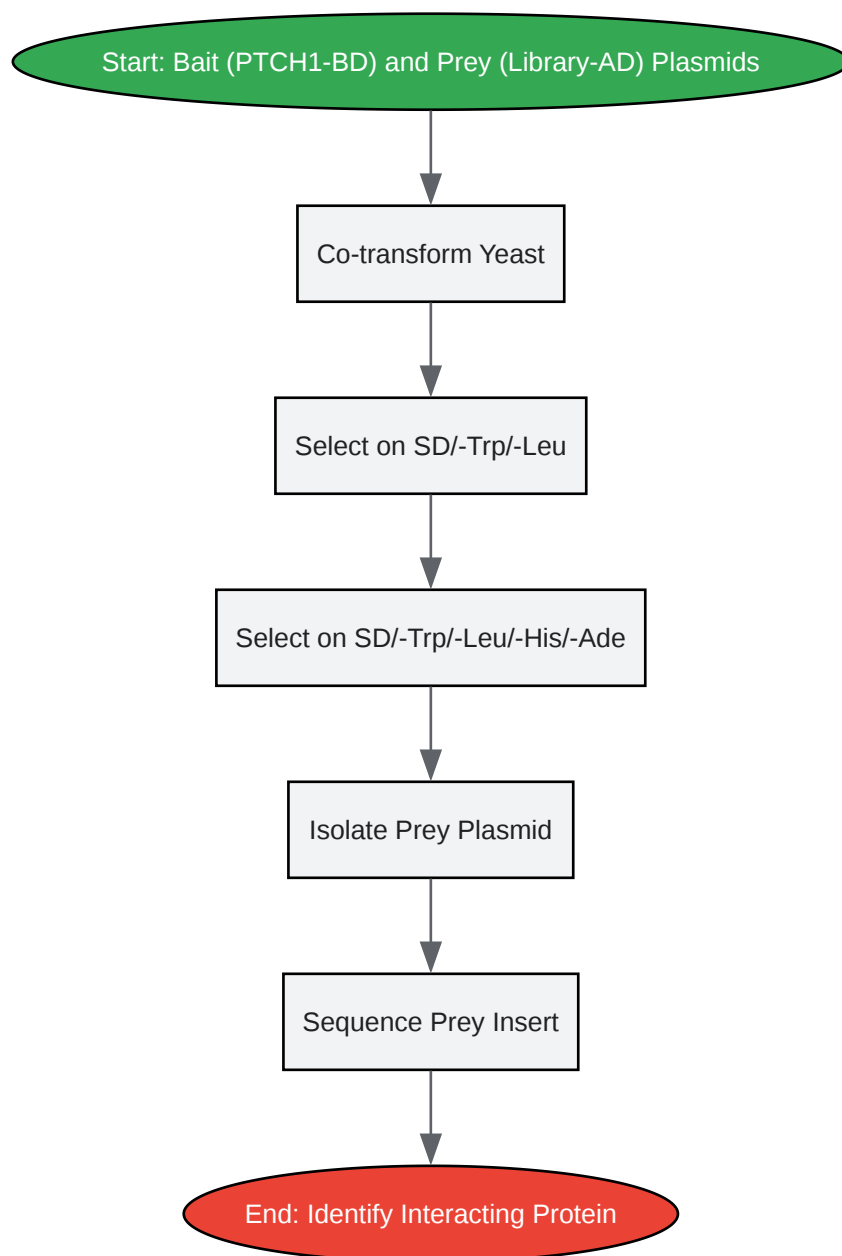 Start: Bait (PTCH1-BD) and Prey (Library-AD) Plasmids
Co-transform Yeast
Select on SD/-Trp/-Leu
Select on SD/-Trp/-Leu/-His/-Ade
Isolate Prey Plasmid
Sequence Prey Insert
End: Identify Interacting Protein